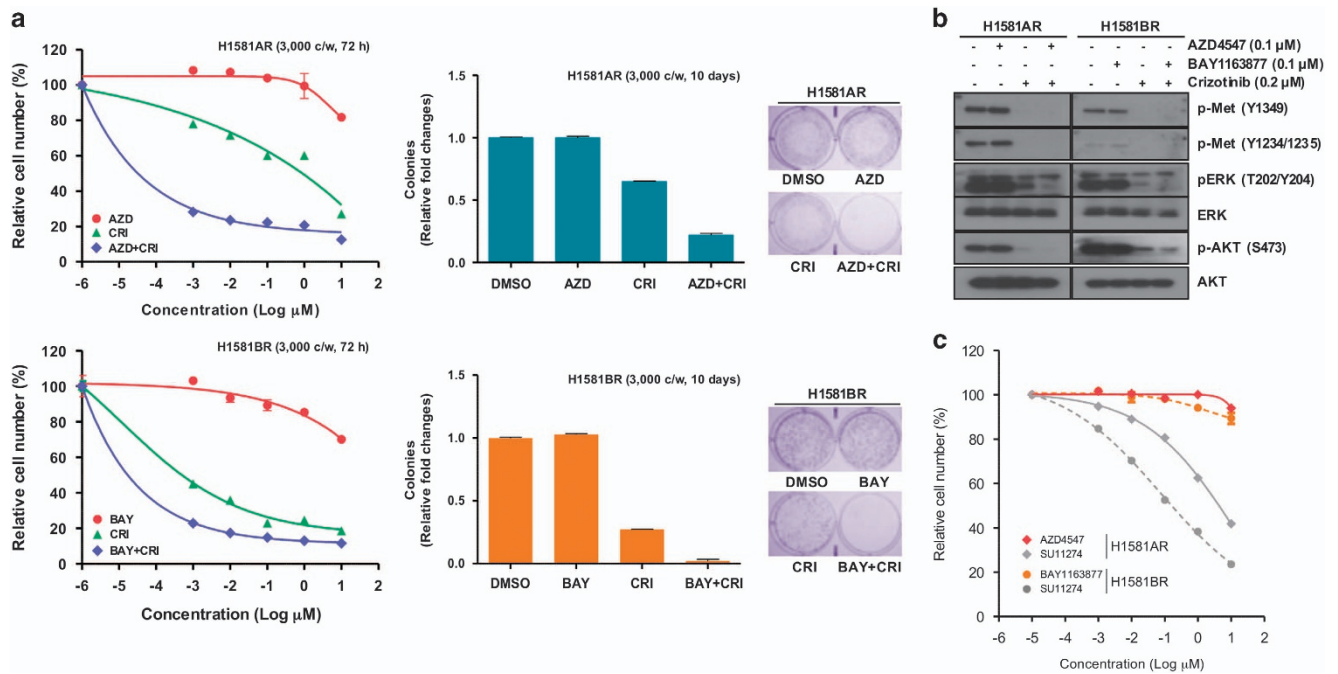 a
H1581AR (3,000 c/w, 72 h)
Relative cell number (%)
120
100
80
60
40
20
0
AZD
CRI
AZD+CRI
-6 -5 -4 -3 -2 -1 0 1 2
Concentration (Log μM)
H1581AR (3,000 c/w, 10 days)
Colonies
(Relative fold changes)
1.5
1.0
0.5
0.0
DMSO AZD CRI AZD+CRI
H1581AR
DMSO AZD
CRI AZD+CRI
H1581BR (3,000 c/w, 72 h)
Relative cell number (%)
120
100
80
60
40
20
0
BAY
CRI
BAY+CRI
-6 -5 -4 -3 -2 -1 0 1 2
Concentration (Log μM)
H1581BR (3,000 c/w, 10 days)
Colonies
(Relative fold changes)
1.5
1.0
0.5
0.0
DMSO BAY CRI BAY+CRI
H1581BR
DMSO BAY
CRI BAY+CRI
b
H1581AR H1581BR
- + - + AZD4547 (0.1 μM)
- + - + BAY1163877 (0.1 μM)
- - + + - - + + Crizotinib (0.2 μM)
p-Met (Y1349)
p-Met (Y1234/1235)
pERK (T202/Y204)
ERK
p-AKT (S473)
AKT
c
Relative cell number (%)
120
100
80
60
40
20
0
AZD4547
SU11274
H1581AR
BAY1163877
SU11274
H1581BR
-6 -5 -4 -3 -2 -1 0 1 2
Concentration (Log μM)